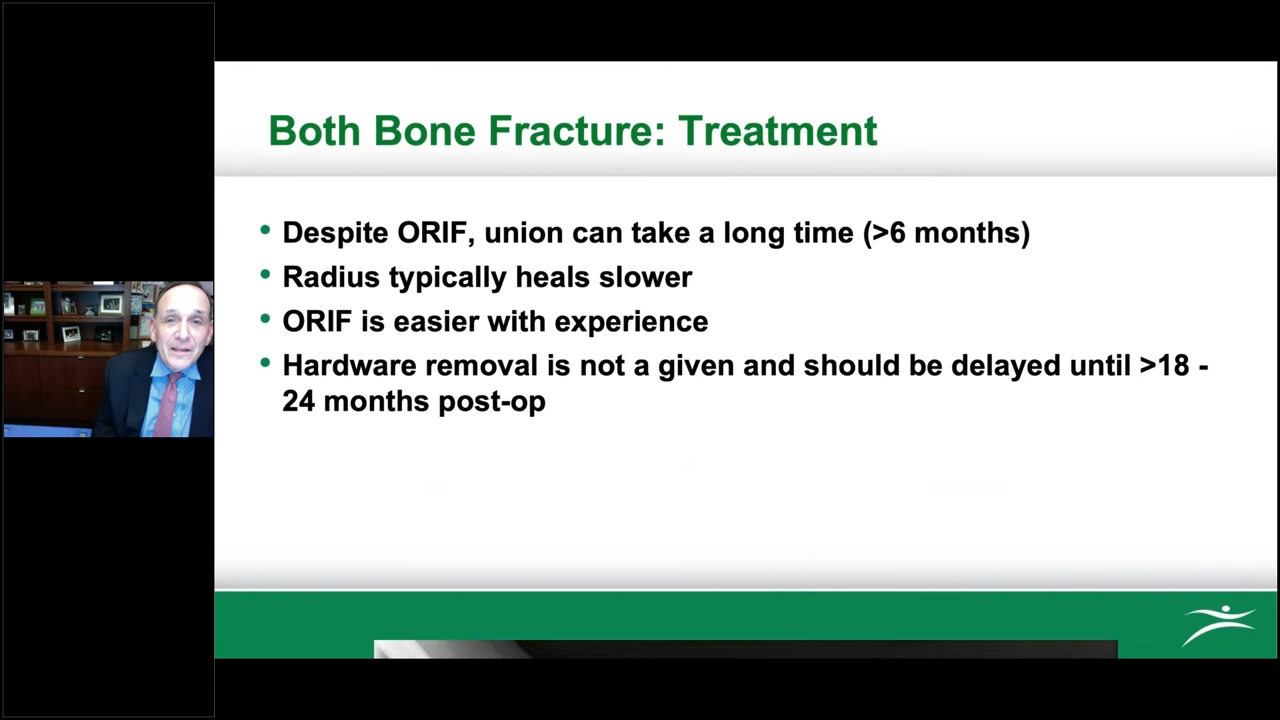 Both Bone Fracture: Treatment
• Despite ORIF, union can take a long time (>6 months)
• Radius typically heals slower
• ORIF is easier with experience
• Hardware removal is not a given and should be delayed until >18 -
24 months post-op